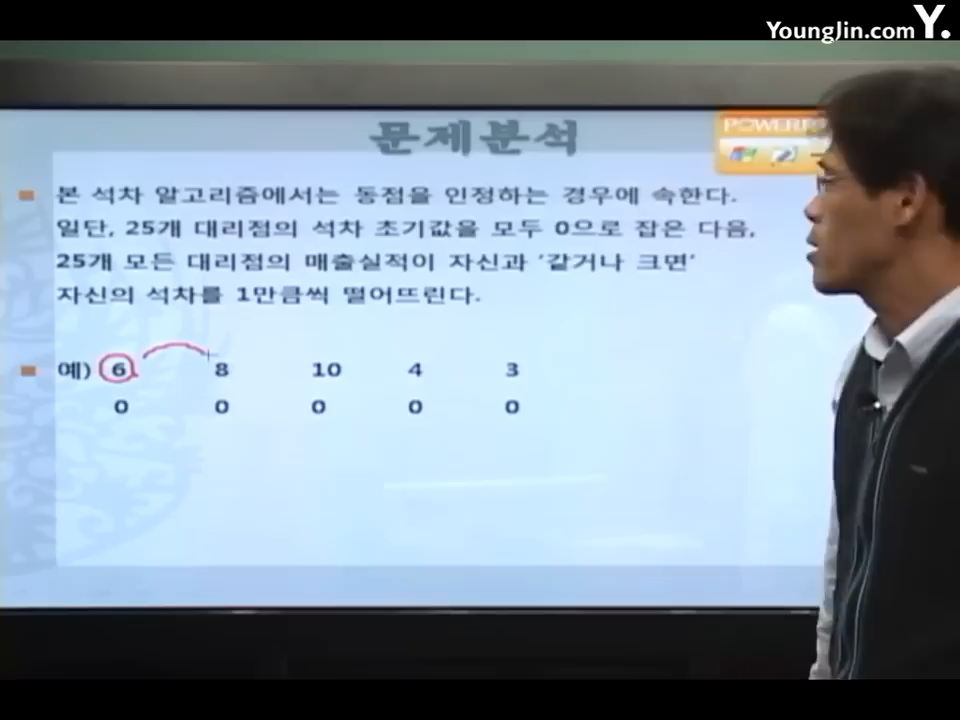 YoungJin.com Y.
문제분석
본 석차 알고리즘에서는 동점을 인정하는 경우에 속한다.
일단, 25개 대리점의 석차 초기값을 모두 0으로 잡은 다음,
25개 모든 대리점의 매출실적이 자신과 ‘같거나 크면’
자신의 석차를 1만큼씩 떨어뜨린다.
예) 6 8 10 4 3
0 0 0 0 0